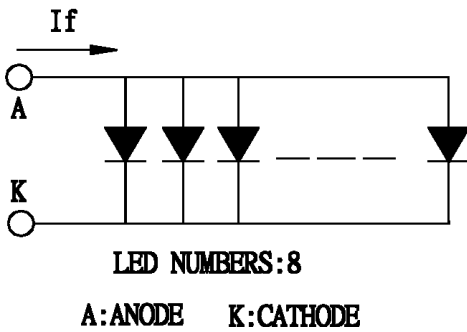 If
A
K
LED NUMBERS:8
A:ANODE K:CATHODE